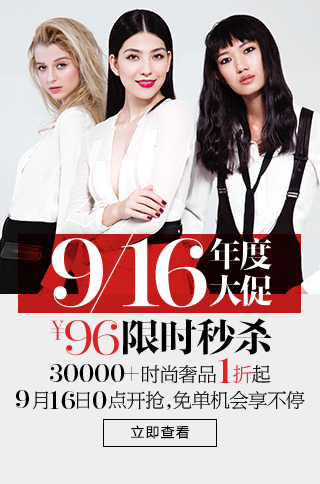 9/16 年度大促
¥96限时秒杀
30000+时尚奢品1折起
9月16日0点开抢,免单机会享不停
立即查看